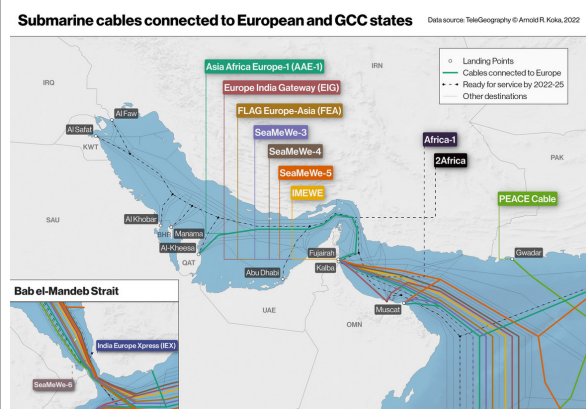 Submarine cables connected to European and GCC states
Data source: TeleGeography © Arnold R. Koka, 2022
Landing Points
Cables connected to Europe
Ready for service by 2022-25
Other destinations
IRQ
IRN
Asia Africa Europe-1 (AAE-1)
Europe India Gateway (EIG)
FLAG Europe-Asia (FEA)
SeaMeWe-3
SeaMeWe-4
SeaMeWe-5
IMEWE
Africa-1
2Africa
PAK
PEACE Cable
Al Faw
Al Safat
KWT
SAU
Al Khobar
BHR
Manama
Al-Kheesa
QAT
Abu Dhabi
UAE
Fujairah
Kalba
Gwadar
Muscat
OMN
Bab el-Mandeb Strait
India Europe Xpress (IEX)
SeaMeWe-6